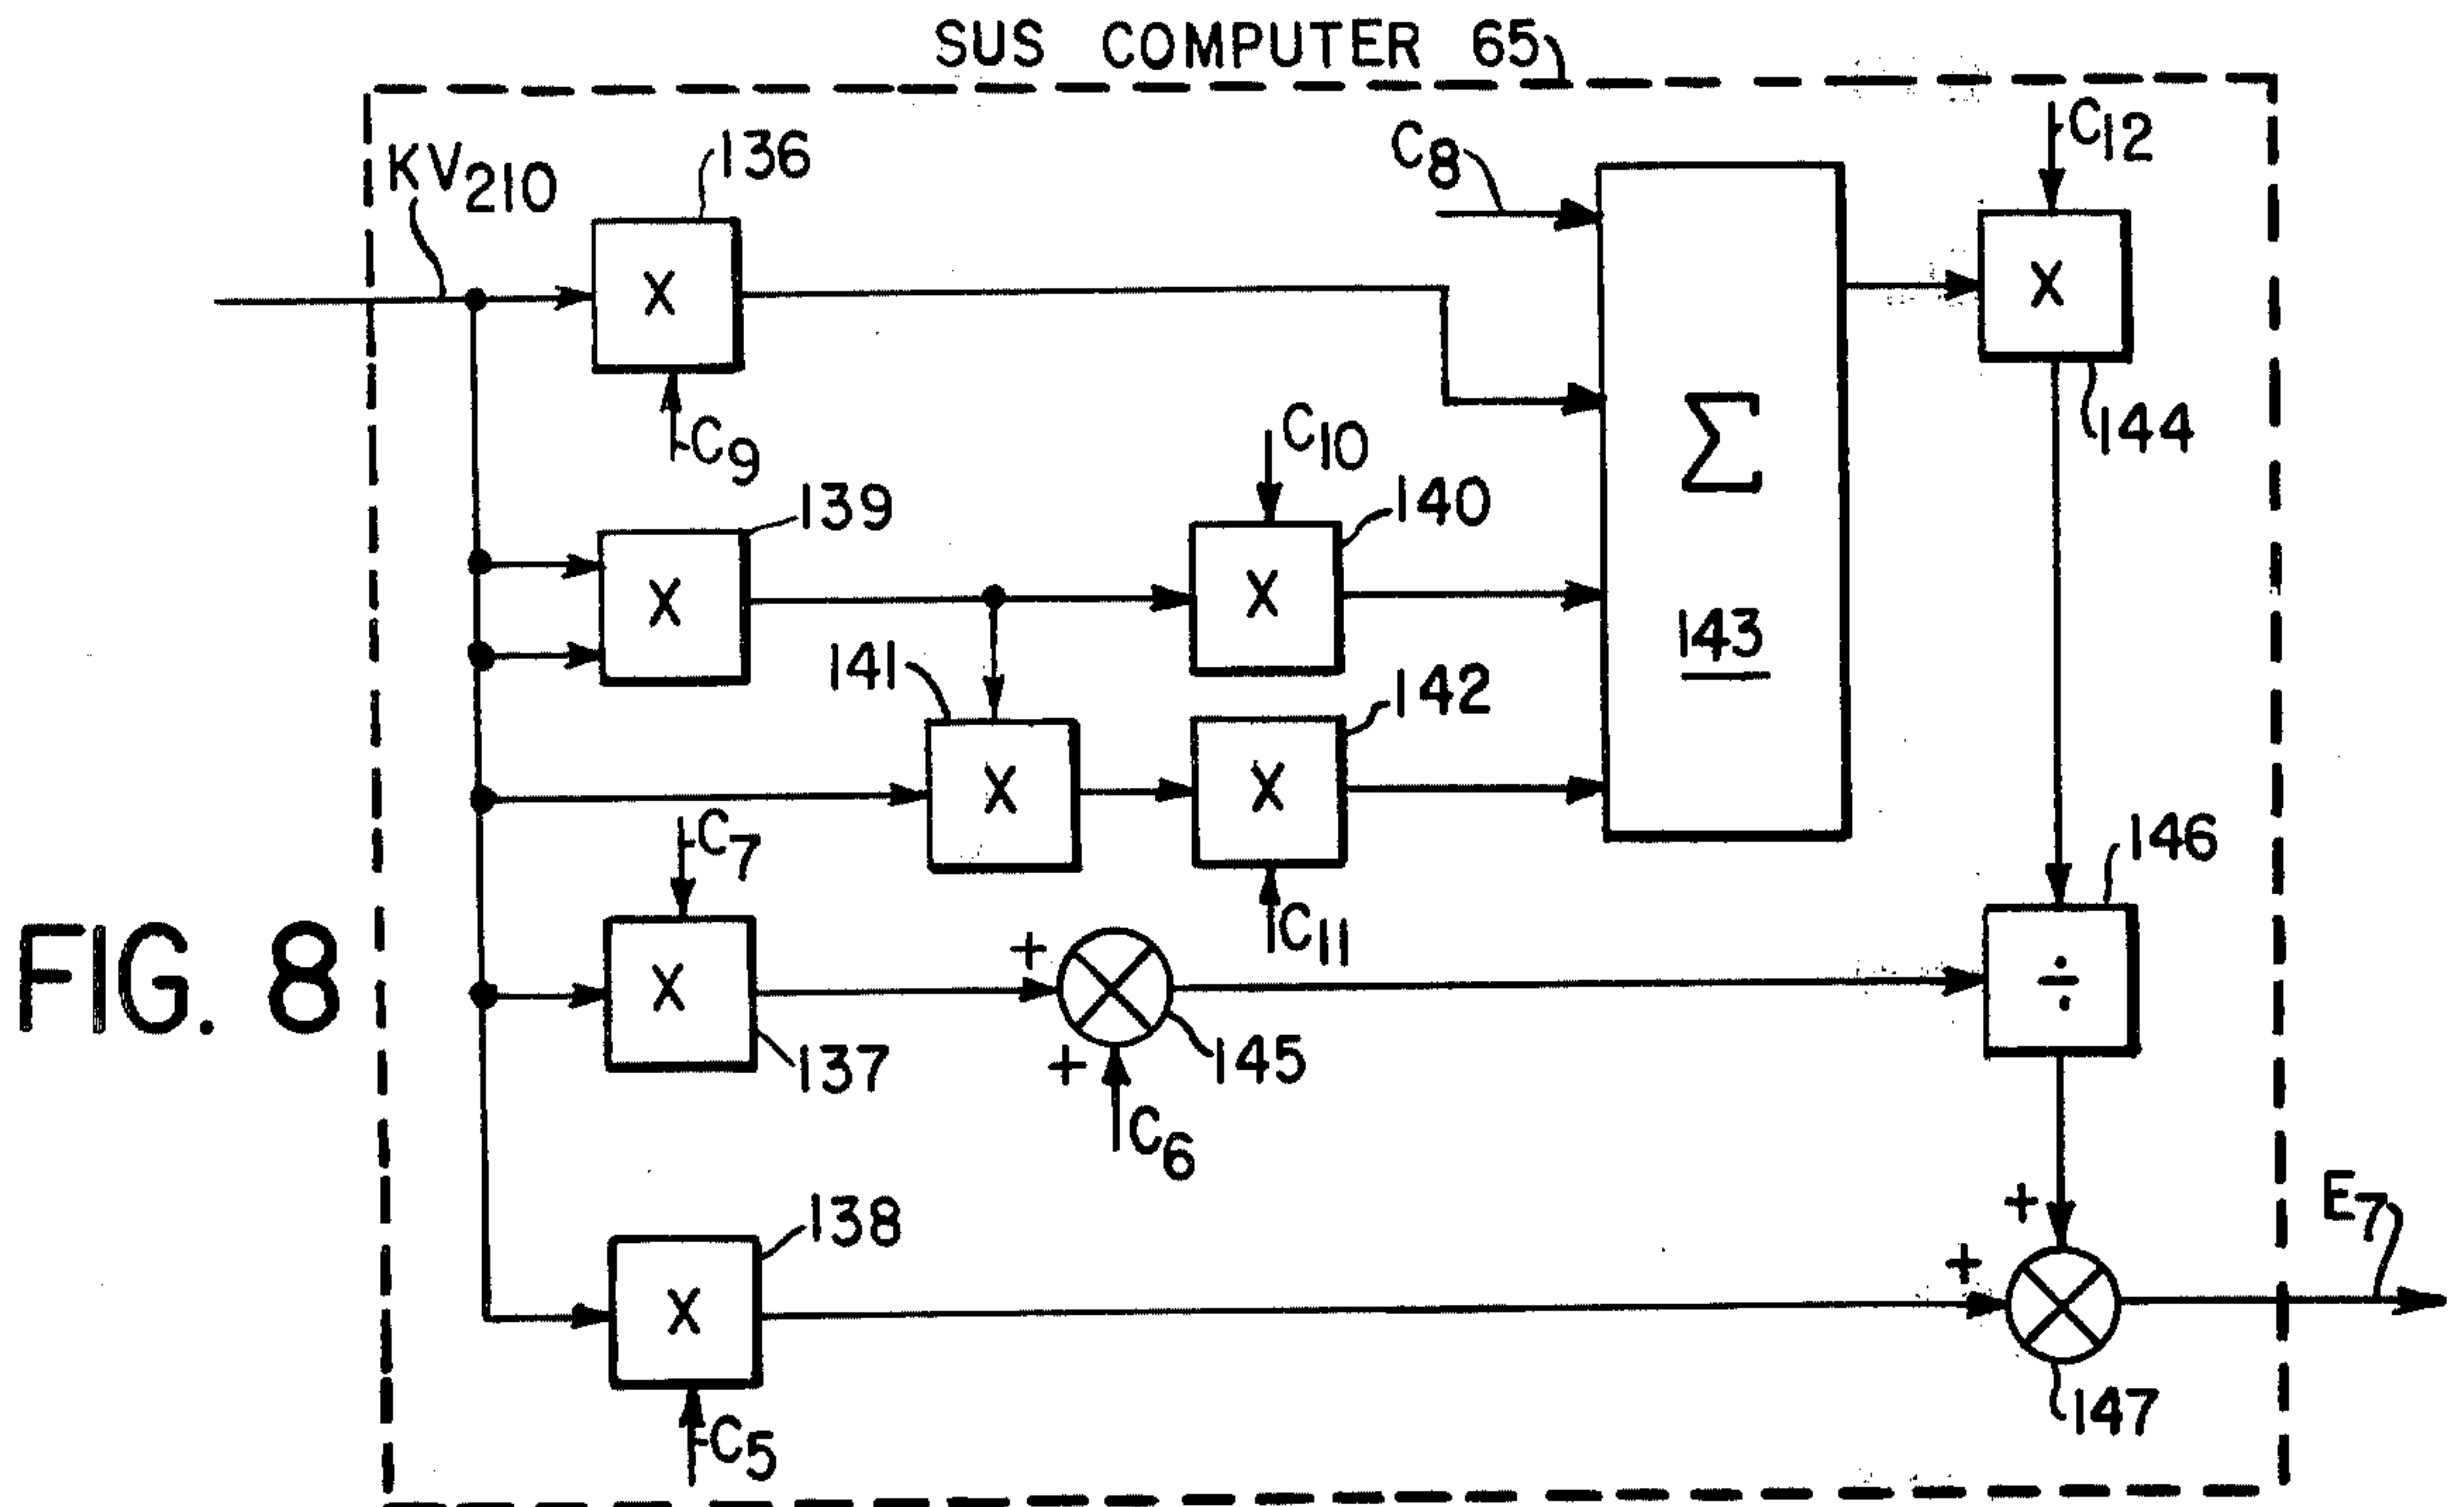 SUS COMPUTER 65
KV210
136
C8
C12
X
X
144
C9
C10
139
140
Σ
X
X
143
141
142
X
X
C7
C11
146
FIG. 8
X
+
÷
137
+
145
C6
138
+
+
E7
X
147
C5